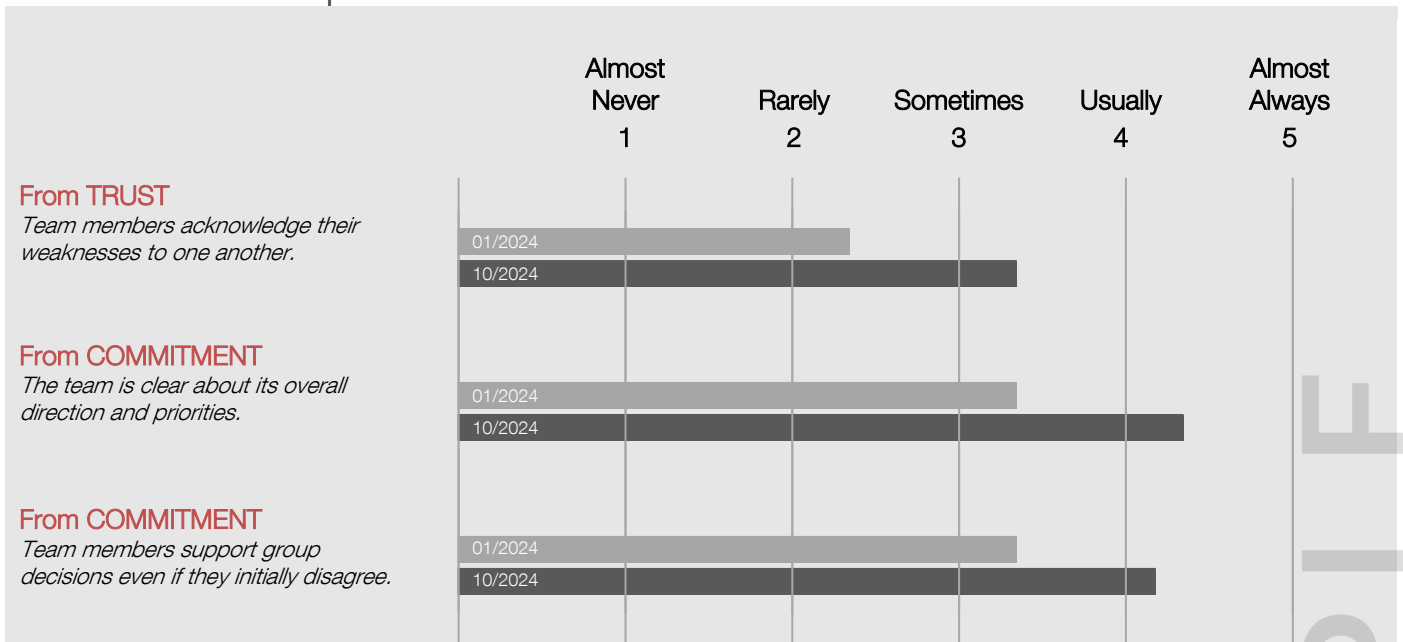 Almost
Never
Rarely
Sometimes
Usually
Almost
Always
1
2
3
4
5
From TRUST
Team members acknowledge their
weaknesses to one another.
01/2024
10/2024
From COMMITMENT
The team is clear about its overall
direction and priorities.
01/2024
10/2024
From COMMITMENT
Team members support group
decisions even if they initially disagree.
01/2024
10/2024